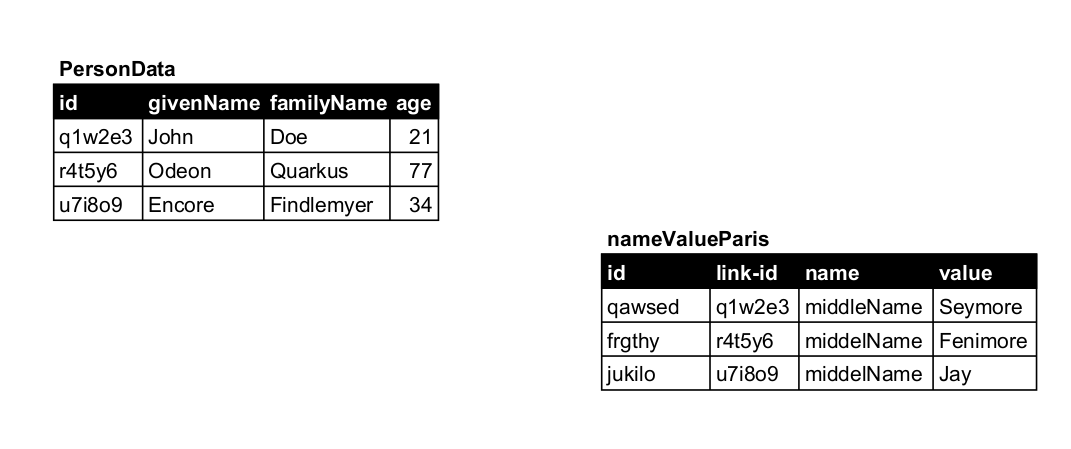 PersonData
id givenName familyName age
q1w2e3 John Doe 21
r4t5y6 Odeon Quarkus 77
u7i8o9 Encore Findlemyer 34
nameValueParis
id link-id name value
qawsed q1w2e3 middleName Seymore
frgthy r4t5y6 middelName Fenimore
jukilo u7i8o9 middelName Jay